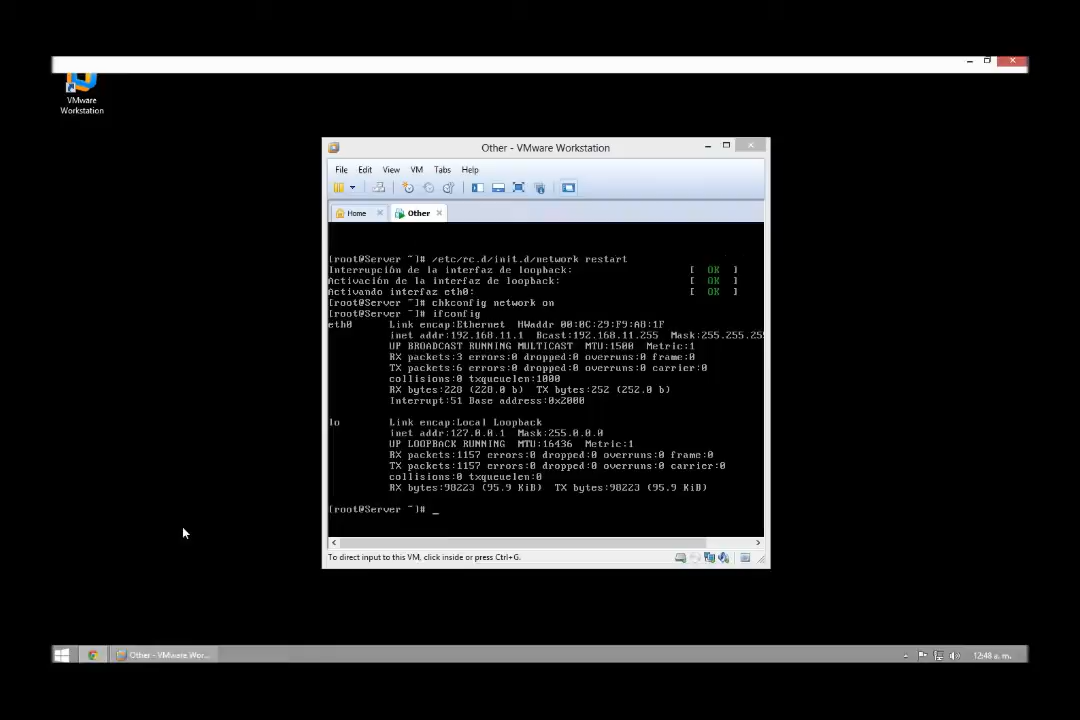 VMware
Workstation
Other - VMware Workstation
File Edit View VM Tabs Help
Home Other
[root@Server ~]# /etc/rc.d/init.d/network restart
Interrupción de la interfaz de loopback: [ OK ]
Activación de la interfaz de loopback: [ OK ]
Activando interfaz eth0: [ OK ]
[root@Server ~]# chkconfig network on
[root@Server ~]# ifconfig
eth0 Link encap:Ethernet HWaddr 00:0C:29:F9:A8:1F
inet addr:192.168.11.1 Bcast:192.168.11.255 Mask:255.255.255
UP BROADCAST RUNNING MULTICAST MTU:1500 Metric:1
RX packets:3 errors:0 dropped:0 overruns:0 frame:0
TX packets:6 errors:0 dropped:0 overruns:0 carrier:0
collisions:0 txqueuelen:1000
RX bytes:228 (228.0 b) TX bytes:252 (252.0 b)
Interrupt:51 Base address:0x2000
lo Link encap:Local Loopback
inet addr:127.0.0.1 Mask:255.0.0.0
UP LOOPBACK RUNNING MTU:16436 Metric:1
RX packets:1157 errors:0 dropped:0 overruns:0 frame:0
TX packets:1157 errors:0 dropped:0 overruns:0 carrier:0
collisions:0 txqueuelen:0
RX bytes:98223 (95.9 KiB) TX bytes:98223 (95.9 KiB)
[root@Server ~]# _
To direct input to this VM, click inside or press Ctrl+G.
Other - VMware Wor... 12:48 a. m.